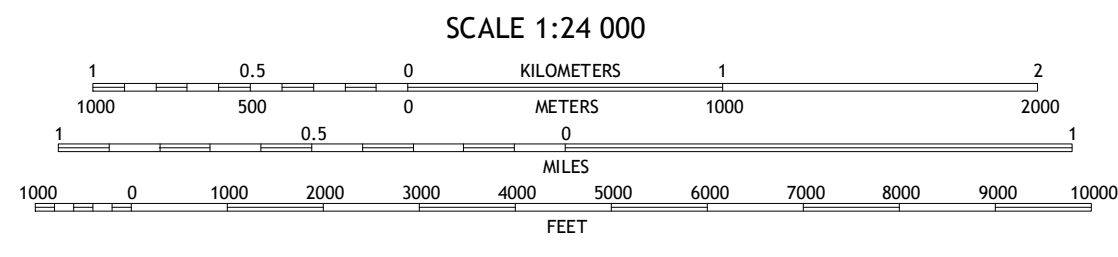 SCALE 1:24 000
1 0.5 0 KILOMETERS 1 2
1000 500 0 METERS 1000 2000
1 0.5 0 1
MILES
1000 0 1000 2000 3000 4000 5000 6000 7000 8000 9000 10000
FEET